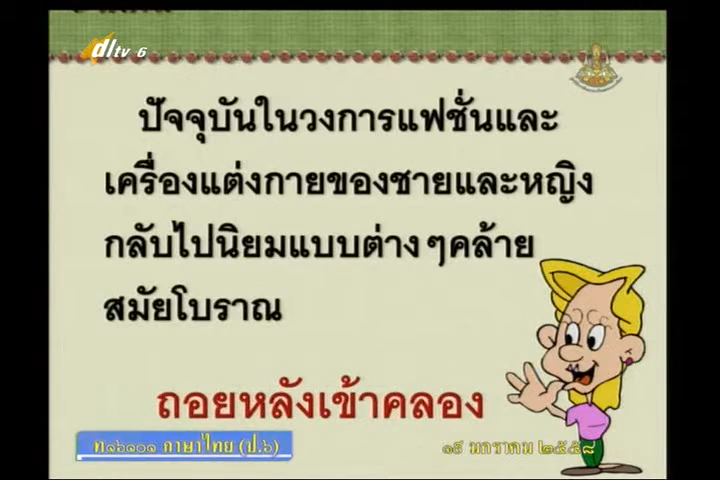 dltv 6
ปัจจุบันในวงการแฟชั่นและ
เครื่องแต่งกายของชายและหญิง
กลับไปนิยมแบบต่าง ๆคล้าย
สมัยโบราณ
ถอยหลังเข้าคลอง
ท๑๖๑๐๑ ภาษาไทย (ป.๖)
๑๕ มกราคม ๒๕๕๘